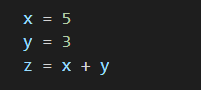 x = 5
y = 3
z = x + y